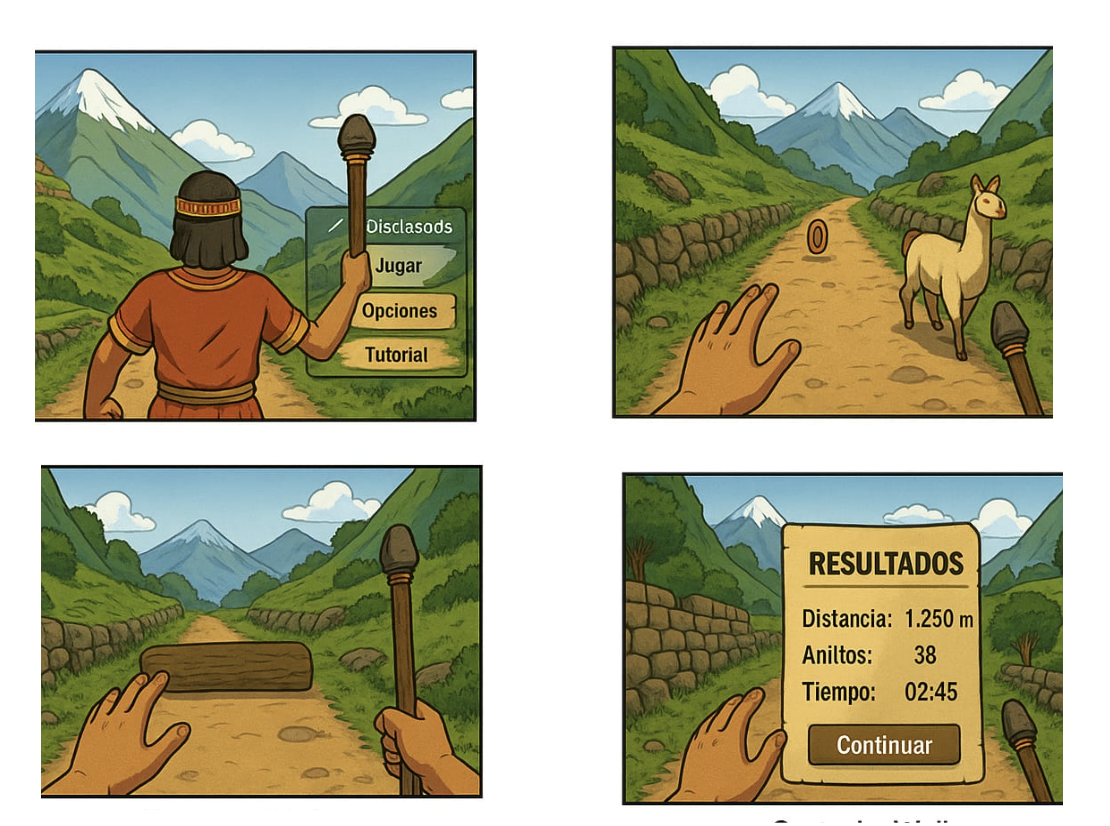 Disclasods
Jugar
Opciones
Tutorial
RESULTADOS
Distancia: 1.250 m
Aniltos: 38
Tiempo: 02:45
Continuar